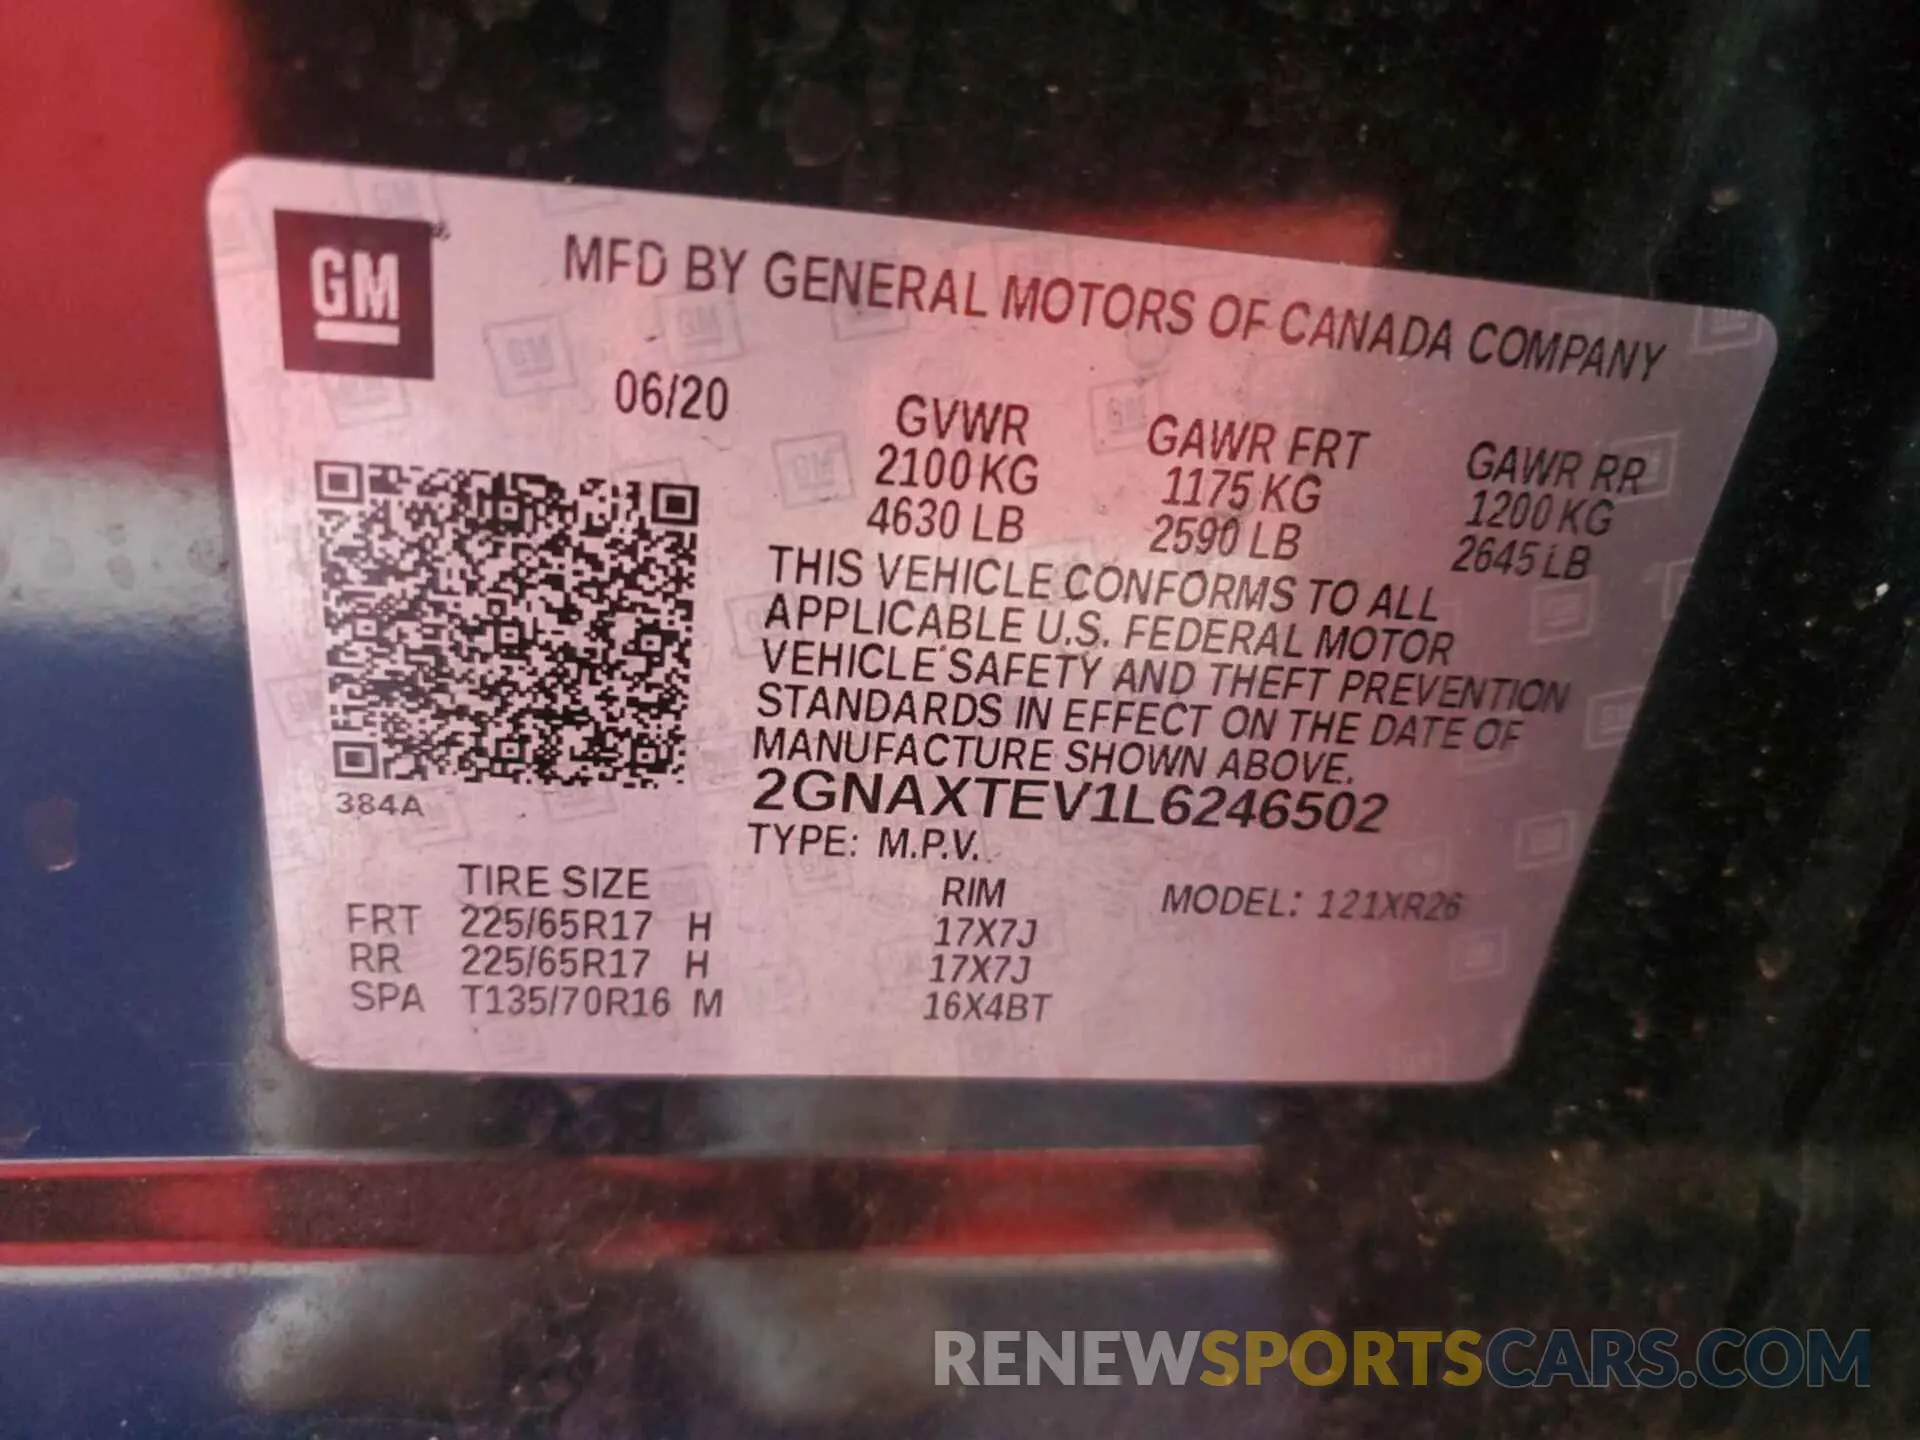 GM
MFD BY GENERAL MOTORS OF CANADA COMPANY
06/20
GVWR GAWR FRT GAWR RR
2100 KG 1175 KG 1200 KG
4630 LB 2590 LB 2645 LB
THIS VEHICLE CONFORMS TO ALL
APPLICABLE U.S. FEDERAL MOTOR
VEHICLE SAFETY AND THEFT PREVENTION
STANDARDS IN EFFECT ON THE DATE OF
MANUFACTURE SHOWN ABOVE.
2GNAXTEV1L6246502
384A
TYPE: M.P.V.
TIRE SIZE RIM MODEL: 121XR26
FRT 225/65R17 H 17X7J
RR 225/65R17 H 17X7J
SPA T135/70R16 M 16X4BT
RENEWSPORTSCARS.COM